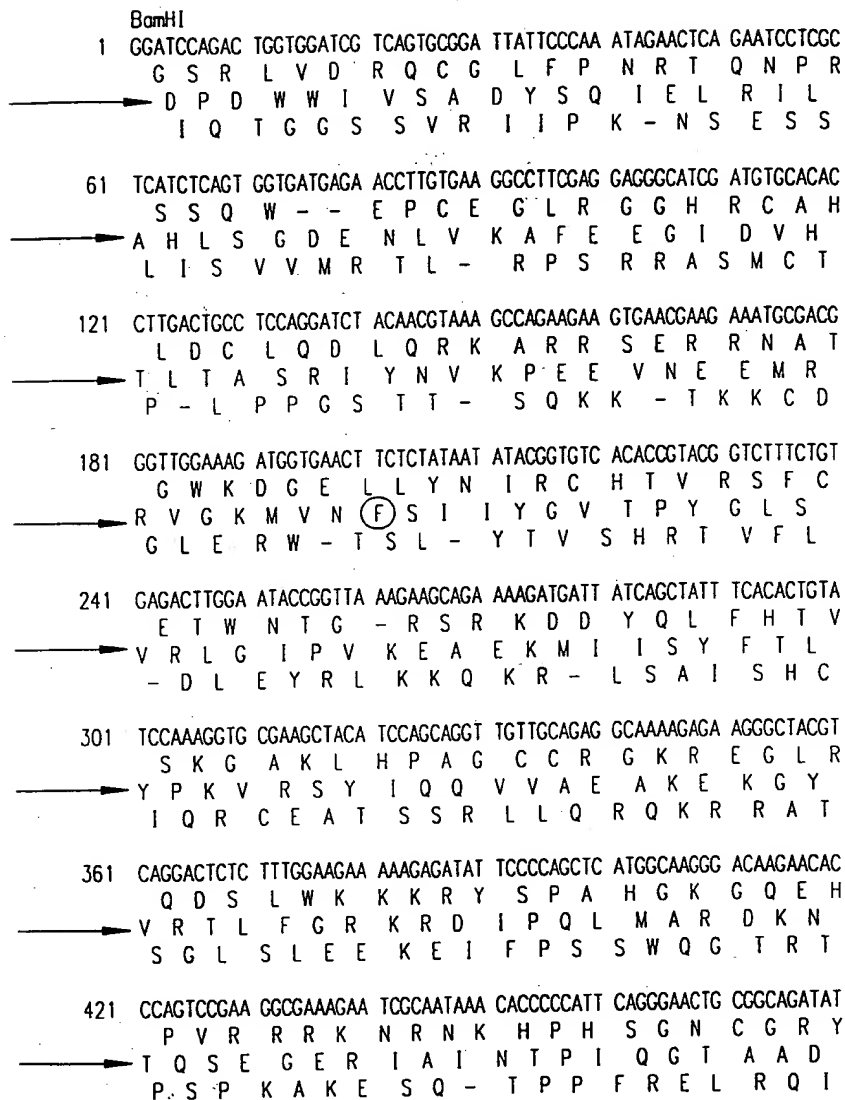 BamHI
1 GGATCCAGAC TGGTGGATCG TCAGTGCGGA TTATTCCCAA ATAGAACTCA GAATCCTCGC
G S R L V D R Q C G L F P N R T Q N P R
D P D W W I V S A D Y S Q I E L R I L
I Q T G G S S V R I I P K - N S E S S
61 TCATCTCAGT GGTGATGAGA ACCTTGTGAA GGCCTTCGAG GAGGGCATCG ATGTGCACAC
S S Q W - - E P C E G L R G G H R C A H
A H L S G D E N L V K A F E E G I D V H
L I S V V M R T L - R P S R R A S M C T
121 CTTGACTGCC TCCAGGATCT ACAACGTAAA GCCAGAAGAA GTGAACGAAG AAATGCGACG
L D C L Q D L Q R K A R R S E R R N A T
T L T A S R I Y N V K P E E V N E E M R
P - L P P G S T T - S Q K K - T K K C D
181 GGTTGGAAAG ATGGTGAACT TCTCTATAAT ATACGGTGTC ACACCGTACG GTCTTTCTGT
G W K D G E L L Y N I R C H T V R S F C
R V G K M V N F S I I Y G V T P Y G L S
G L E R W - T S L - Y T V S H R T V F L
241 GAGACTTGGA ATACCGGTTA AAGAAGCAGA AAAGATGATT ATCAGCTATT TCACACTGTA
E T W N T G - R S R K D D Y Q L F H T V
V R L G I P V K E A E K M I I S Y F T L
- D L E Y R L K K Q K R - L S A I S H C
301 TCCAAAGGTG CGAAGCTACA TCCAGCAGGT TGTTGCAGAG GCAAAAGAGA AGGGCTACGT
S K G A K L H P A G C C R G K R E G L R
Y P K V R S Y I Q Q V V A E A K E K G Y
I Q R C E A T S S R L L Q R Q K R R A T
361 CAGGACTCTC TTTGGAAGAA AAAGAGATAT TCCCCAGCTC ATGGCAAGGG ACAAGAACAC
Q D S L W K K K R Y S P A H G K G Q E H
V R T L F G R K R D I P Q L M A R D K N
S G L S L E E K E I F P S S W Q G T R T
421 CCAGTCCGAA GGCGAAAGAA TCGCAATAAA CACCCCCATT CAGGGAACTG CGGCAGATAT
P V R R R K N R N K H P H S G N C G R Y
T Q S E G E R I A I N T P I Q G T A A D
P S P K A K E S Q - T P P F R E L R Q I